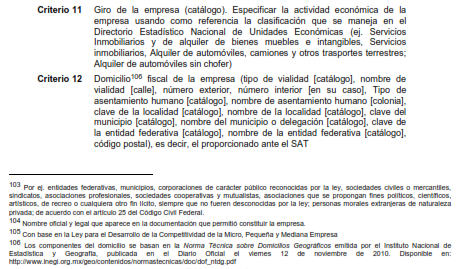 Criterio 11 Giro de la empresa (catálogo). Especificar la actividad económica de la
empresa usando como referencia la clasificación que se maneja en el
Directorio Estadístico Nacional de Unidades Económicas (ej. Servicios
Inmobiliarios y de alquiler de bienes muebles e intangibles, Servicios
inmobiliarios, Alquiler de automóviles, camiones y otros transportes terrestres;
Alquiler de automóviles sin chofer)
Criterio 12 Domicilio106 fiscal de la empresa (tipo de vialidad [catálogo], nombre de
vialidad [calle], número exterior, número interior [en su caso], Tipo de
asentamiento humano [catálogo], nombre de asentamiento humano [colonia],
clave de la localidad [catálogo], nombre de la localidad [catálogo], clave del
municipio [catálogo], nombre del municipio o delegación [catálogo], clave de
la entidad federativa [catálogo], nombre de la entidad federativa [catálogo],
código postal), es decir, el proporcionado ante el SAT
103 Por ej. entidades federativas, municipios, corporaciones de carácter público reconocidas por la ley, sociedades civiles o mercantiles,
sindicatos, asociaciones profesionales, sociedades cooperativas y mutualistas, asociaciones que se propongan fines políticos, científicos,
artísticos, de recreo o cualquiera otro fin lícito, siempre que no fueren desconocidas por la ley; personas morales extranjeras de naturaleza
privada; de acuerdo con el artículo 25 del Código Civil Federal.
104 Nombre oficial y legal que aparece en la documentación que permitió constituir la empresa.
105 Con base en la Ley para el Desarrollo de la Competitividad de la Micro, Pequeña y Mediana Empresa
106 Los componentes del domicilio se basan en la Norma Técnica sobre Domicilios Geográficos emitida por el Instituto Nacional de
Estadística y Geografía, publicada en el Diario Oficial el viernes 12 de noviembre de 2010. Disponible en:
http://www.inegi.org.mx/geo/contenidos/normastecnicas/doc/dof_ntdg.pdf